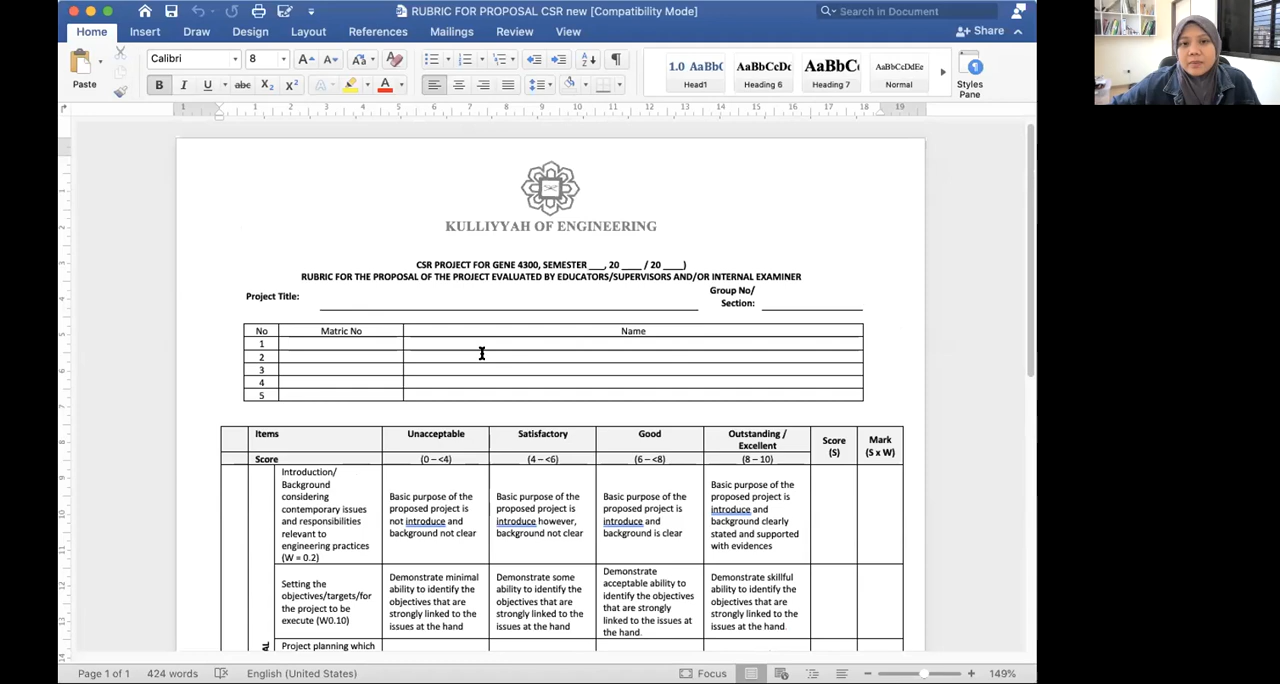 RUBRIC FOR PROPOSAL CSR new [Compatibility Mode]
Search in Document
Home Insert Draw Design Layout References Mailings Review View
Share
Paste
Calibri 8
1.0 AaBbC AaBbCcDc AaBbC AaBbCcDdEe
Head1 Heading 6 Heading 7 Normal
Styles
Pane
KULLIYYAH OF ENGINEERING
CSR PROJECT FOR GENE 4300, SEMESTER ___, 20 ____ / 20 ____)
RUBRIC FOR THE PROPOSAL OF THE PROJECT EVALUATED BY EDUCATORS/SUPERVISORS AND/OR INTERNAL EXAMINER
Project Title:
Group No/
Section:
No Matric No Name
1
2
3
4
5
Items Unacceptable Satisfactory Good Outstanding /
Excellent
Score
(S)
Mark
(S x W)
Score (0 – <4) (4 – <6) (6 – <8) (8 – 10)
Introduction/
Background
considering
contemporary issues
and responsibilities
relevant to
engineering practices
(W = 0.2)
Basic purpose of the
proposed project is
not introduce and
background not clear
Basic purpose of the
proposed project is
introduce however,
background not clear
Basic purpose of the
proposed project is
introduce and
background is clear
Basic purpose of the
proposed project is
introduce and
background clearly
stated and supported
with evidences
Setting the
objectives/targets/for
the project to be
execute (W0.10)
Demonstrate minimal
ability to identify the
objectives that are
strongly linked to the
issues at the hand
Demonstrate some
ability to identify the
objectives that are
strongly linked to the
issues at the hand
Demonstrate
acceptable ability to
identify the objectives
that are strongly
linked to the issues at
the hand.
Demonstrate skillful
ability to identify the
objectives that are
strongly linked to the
issues at the hand.
AL
Project planning which
Page 1 of 1 424 words English (United States) Focus 149%